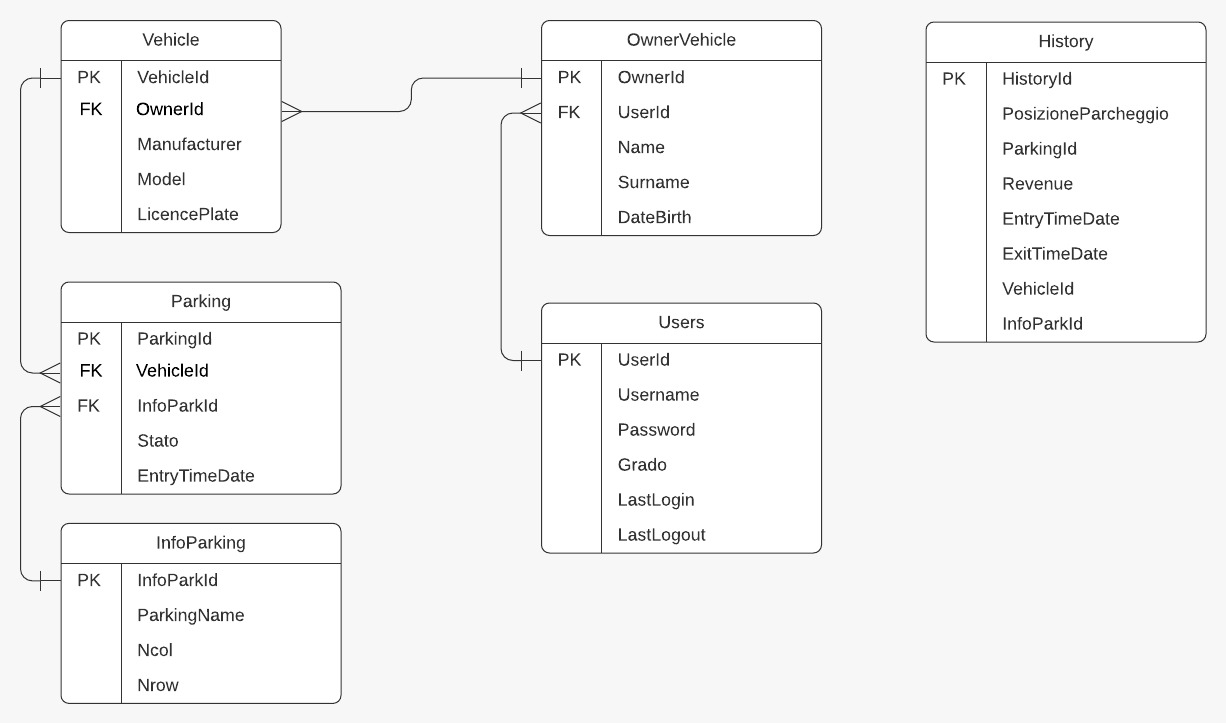 Vehicle
PK VehicleId
FK OwnerId
Manufacturer
Model
LicencePlate
OwnerVehicle
PK OwnerId
FK UserId
Name
Surname
DateBirth
History
PK HistoryId
PosizioneParcheggio
ParkingId
Revenue
EntryTimeDate
ExitTimeDate
VehicleId
InfoParkId
Parking
PK ParkingId
FK VehicleId
FK InfoParkId
Stato
EntryTimeDate
Users
PK UserId
Username
Password
Grado
LastLogin
LastLogout
InfoParking
PK InfoParkId
ParkingName
Ncol
Nrow